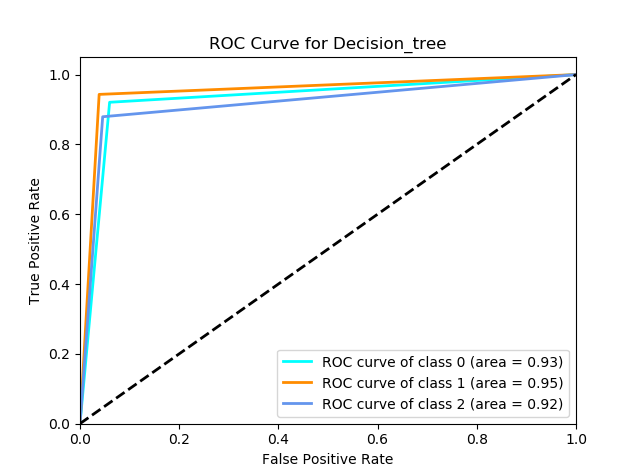 ROC Curve for Decision_tree
True Positive Rate
1.0
0.8
0.6
0.4
0.2
0.0
ROC curve of class 0 (area = 0.93)
ROC curve of class 1 (area = 0.95)
ROC curve of class 2 (area = 0.92)
0.0 0.2 0.4 0.6 0.8 1.0
False Positive Rate